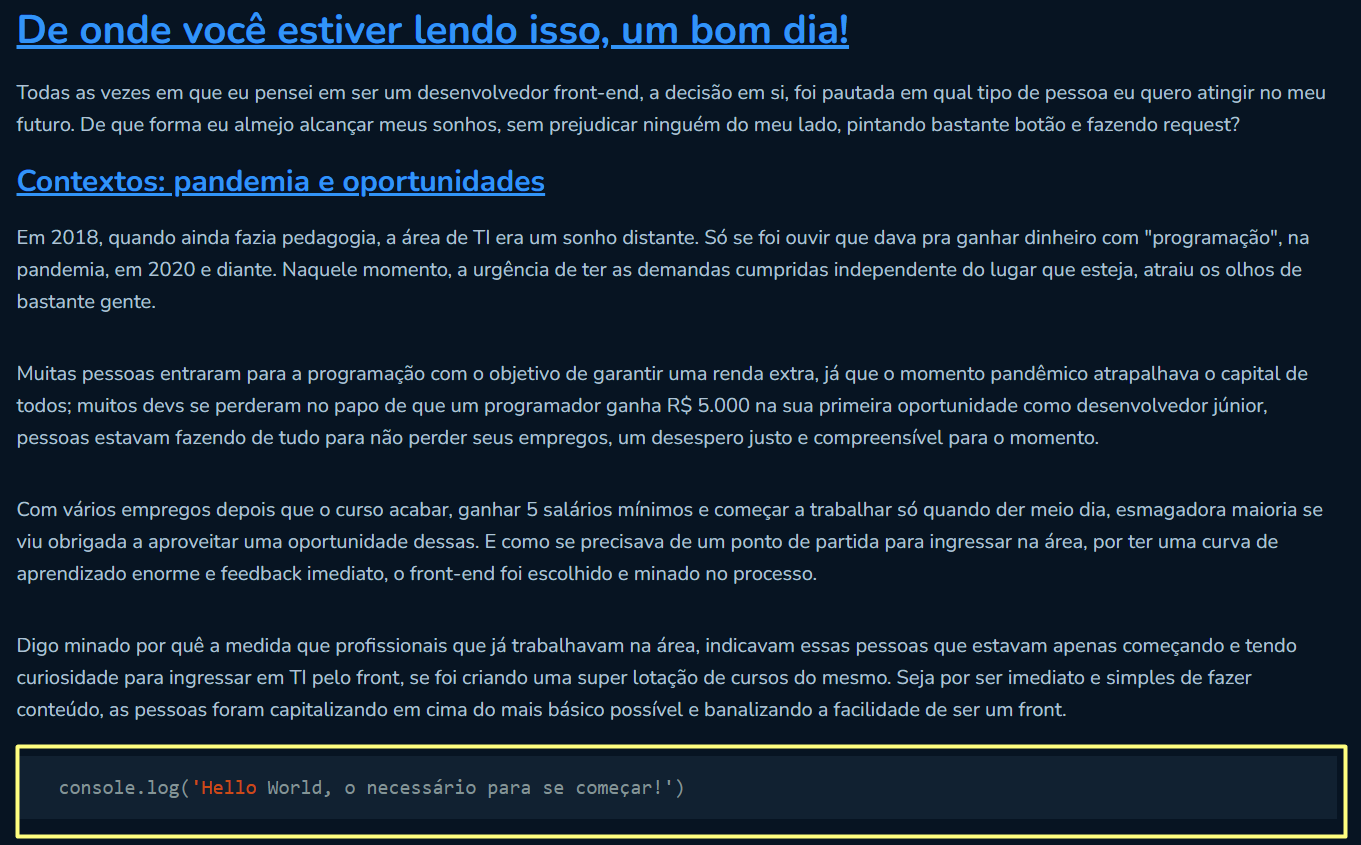 De onde você estiver lendo isso, um bom dia!
Todas as vezes em que eu pensei em ser um desenvolvedor front-end, a decisão em si, foi pautada em qual tipo de pessoa eu quero atingir no meu
futuro. De que forma eu almejo alcançar meus sonhos, sem prejudicar ninguém do meu lado, pintando bastante botão e fazendo request?
Contextos: pandemia e oportunidades
Em 2018, quando ainda fazia pedagogia, a área de TI era um sonho distante. Só se foi ouvir que dava pra ganhar dinheiro com "programação", na
pandemia, em 2020 e diante. Naquele momento, a urgência de ter as demandas cumpridas independente do lugar que esteja, atraiu os olhos de
bastante gente.
Muitas pessoas entraram para a programação com o objetivo de garantir uma renda extra, já que o momento pandêmico atrapalhava o capital de
todos; muitos devs se perderam no papo de que um programador ganha R$ 5.000 na sua primeira oportunidade como desenvolvedor júnior,
pessoas estavam fazendo de tudo para não perder seus empregos, um desespero justo e compreensível para o momento.
Com vários empregos depois que o curso acabar, ganhar 5 salários mínimos e começar a trabalhar só quando der meio dia, esmagadora maioria se
viu obrigada a aproveitar uma oportunidade dessas. E como se precisava de um ponto de partida para ingressar na área, por ter uma curva de
aprendizado enorme e feedback imediato, o front-end foi escolhido e minado no processo.
Digo minado por quê a medida que profissionais que já trabalhavam na área, indicavam essas pessoas que estavam apenas começando e tendo
curiosidade para ingressar em TI pelo front, se foi criando uma super lotação de cursos do mesmo. Seja por ser imediato e simples de fazer
conteúdo, as pessoas foram capitalizando em cima do mais básico possível e banalizando a facilidade de ser um front.
console.log('Hello World, o necessário para se começar!')